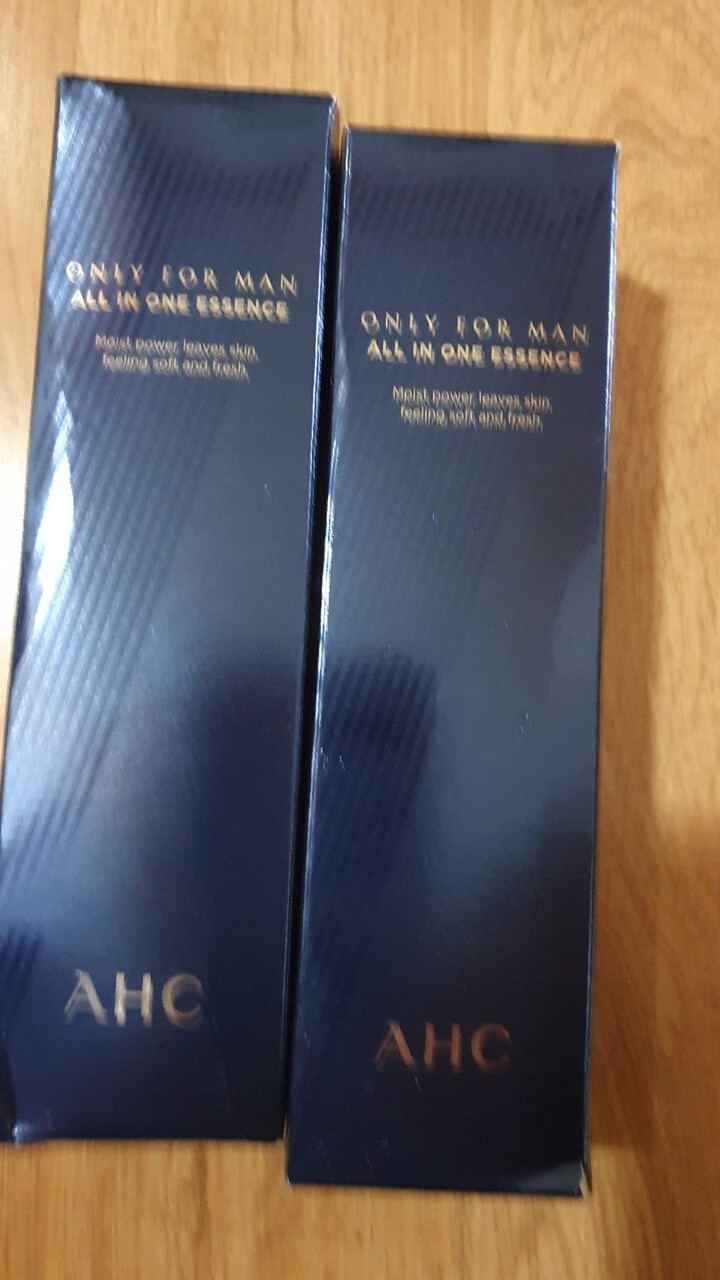 ONLY FOR MAN
ALL IN ONE ESSENCE
Moist power leaves skin
feeling soft and fresh.
AHC
ONLY FOR MAN
ALL IN ONE ESSENCE
Moist power leaves skin
feeling soft and fresh.
AHC